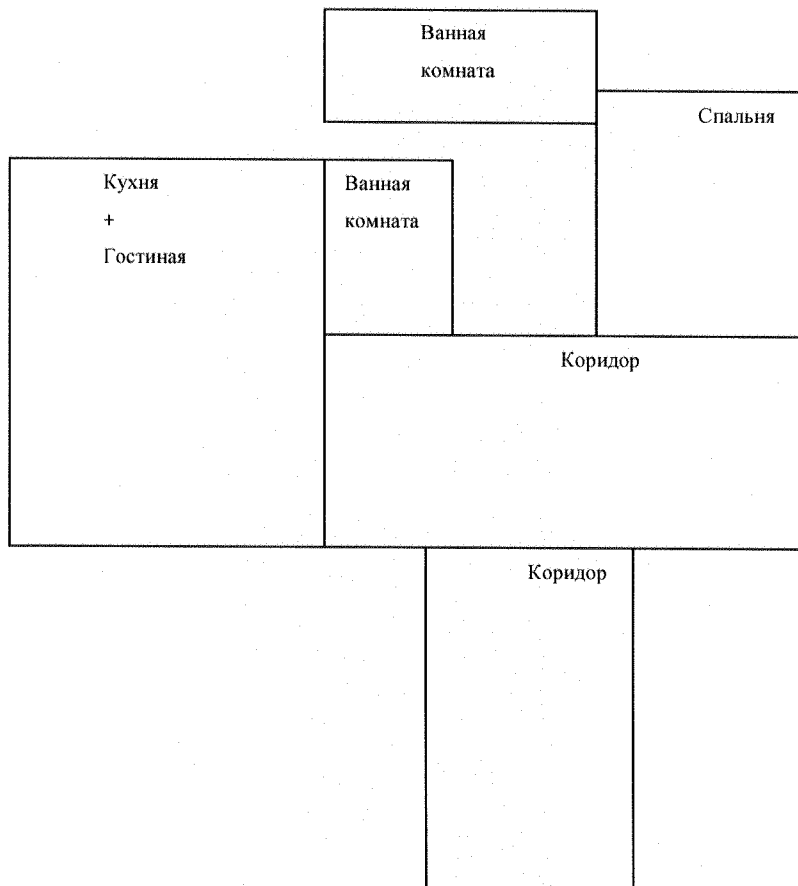 Ванная
комната
Спальня
Кухня
+
Гостиная
Ванная
комната
Коридор
Коридор